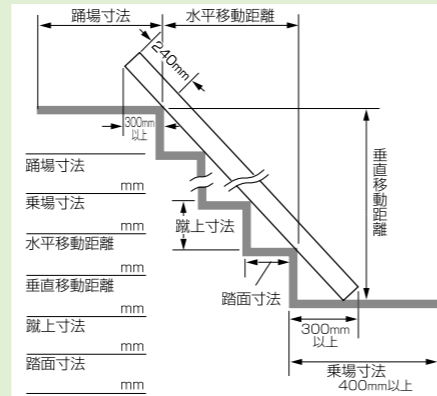 踊場寸法
水平移動距離
240mm
300mm
以上
垂直移動距離
踊場寸法
mm
乗場寸法
mm
水平移動距離
mm
垂直移動距離
mm
蹴上寸法
mm
踏面寸法
mm
蹴上寸法
踏面寸法
300mm
以上
乗場寸法
400mm以上